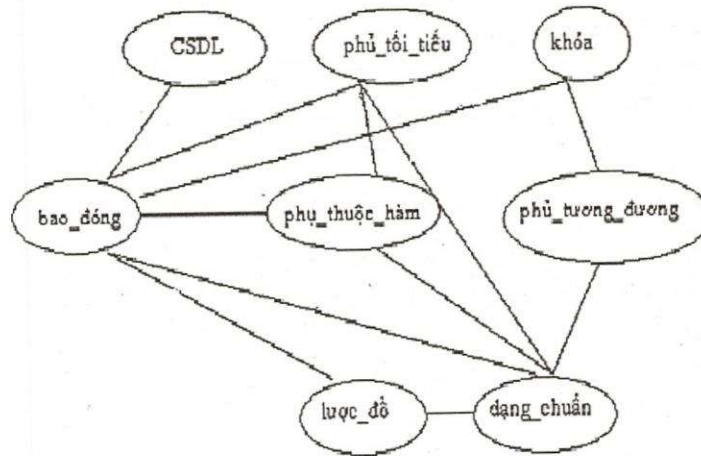 CSDL
phủ_tối_tiểu
khóa
bao_đóng
phụ_thuộc_hàm
phủ_tương_đương
lược_đồ
dạng_chuẩn